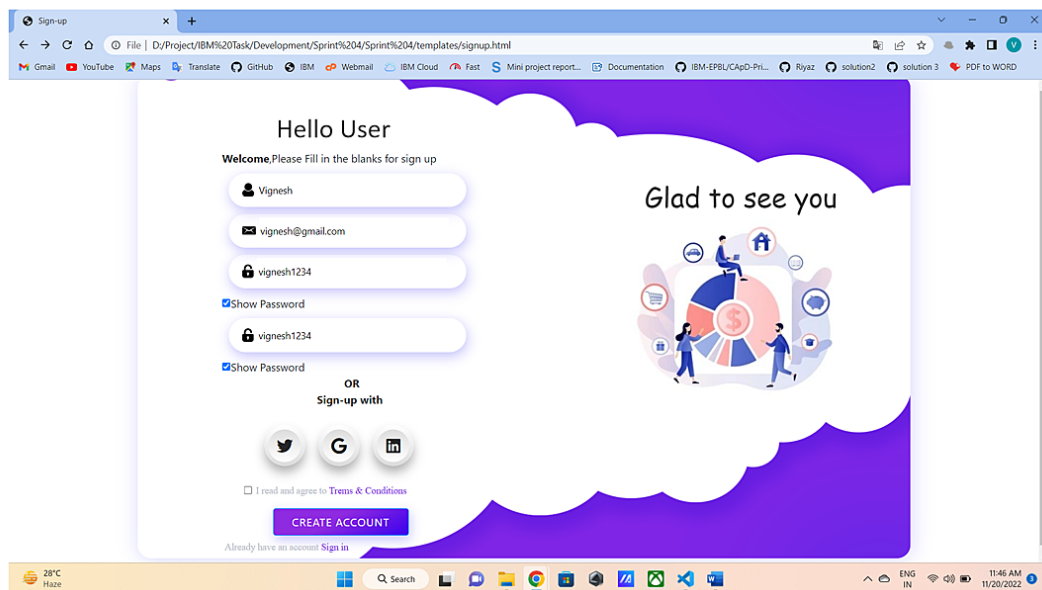 Sign-up
File | D:/Project/IBM%20Task/Development/Sprint%204/Sprint%204/templates/signup.html
V
Gmail YouTube Maps Translate GitHub IBM Webmail IBM Cloud Fast Mini project report... Documentation IBM-EPBL/CApD-Pri... Riyaz solution2 solution 3 PDF to WORD
Hello User
Welcome,Please Fill in the blanks for sign up
Vignesh
vignesh@gmail.com
vignesh1234
Show Password
vignesh1234
Show Password
OR
Sign-up with
I read and agree to Trems & Conditions
CREATE ACCOUNT
Already have an account Sign in
Glad to see you
28°C
Haze
Search
ENG
IN
11:46 AM
11/20/2022
3